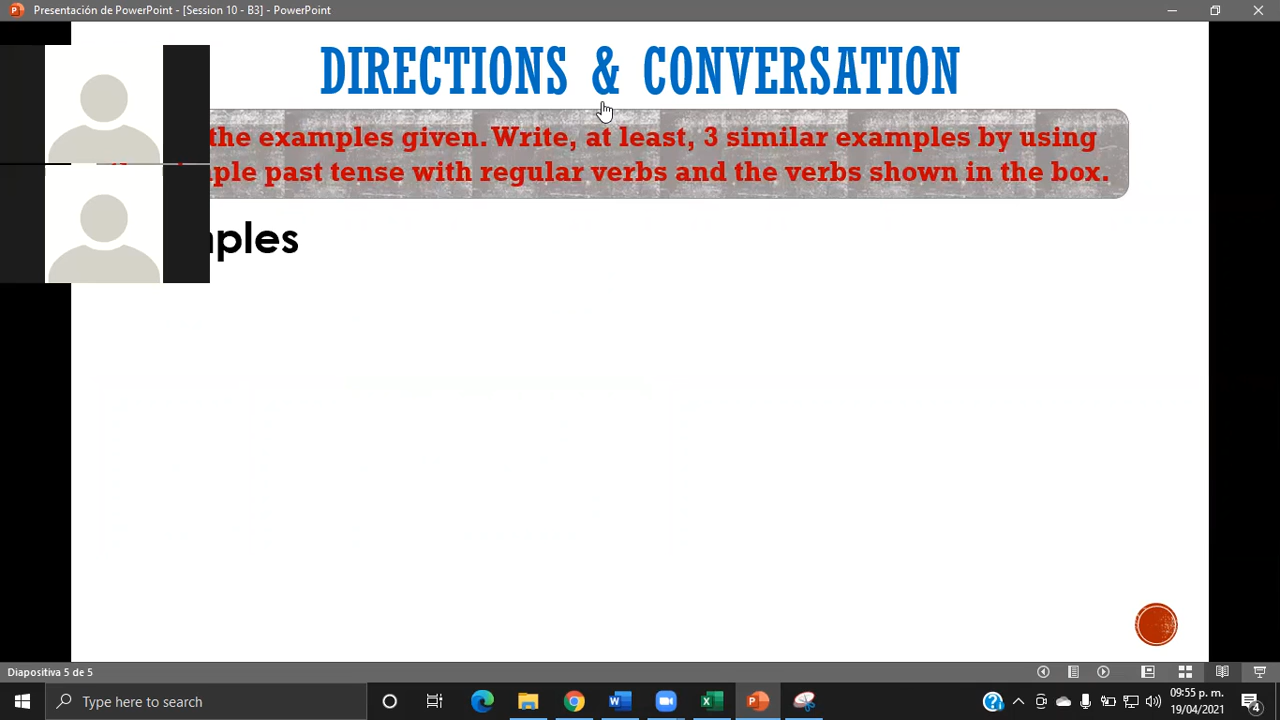 Presentación de PowerPoint - [Session 10 - B3] - PowerPoint
DIRECTIONS & CONVERSATION
the examples given. Write, at least, 3 similar examples by using
past tense with regular verbs and the verbs shown in the box.
Diapositiva 5 de 5
Type here to search
09:55 p. m.
19/04/2021
4